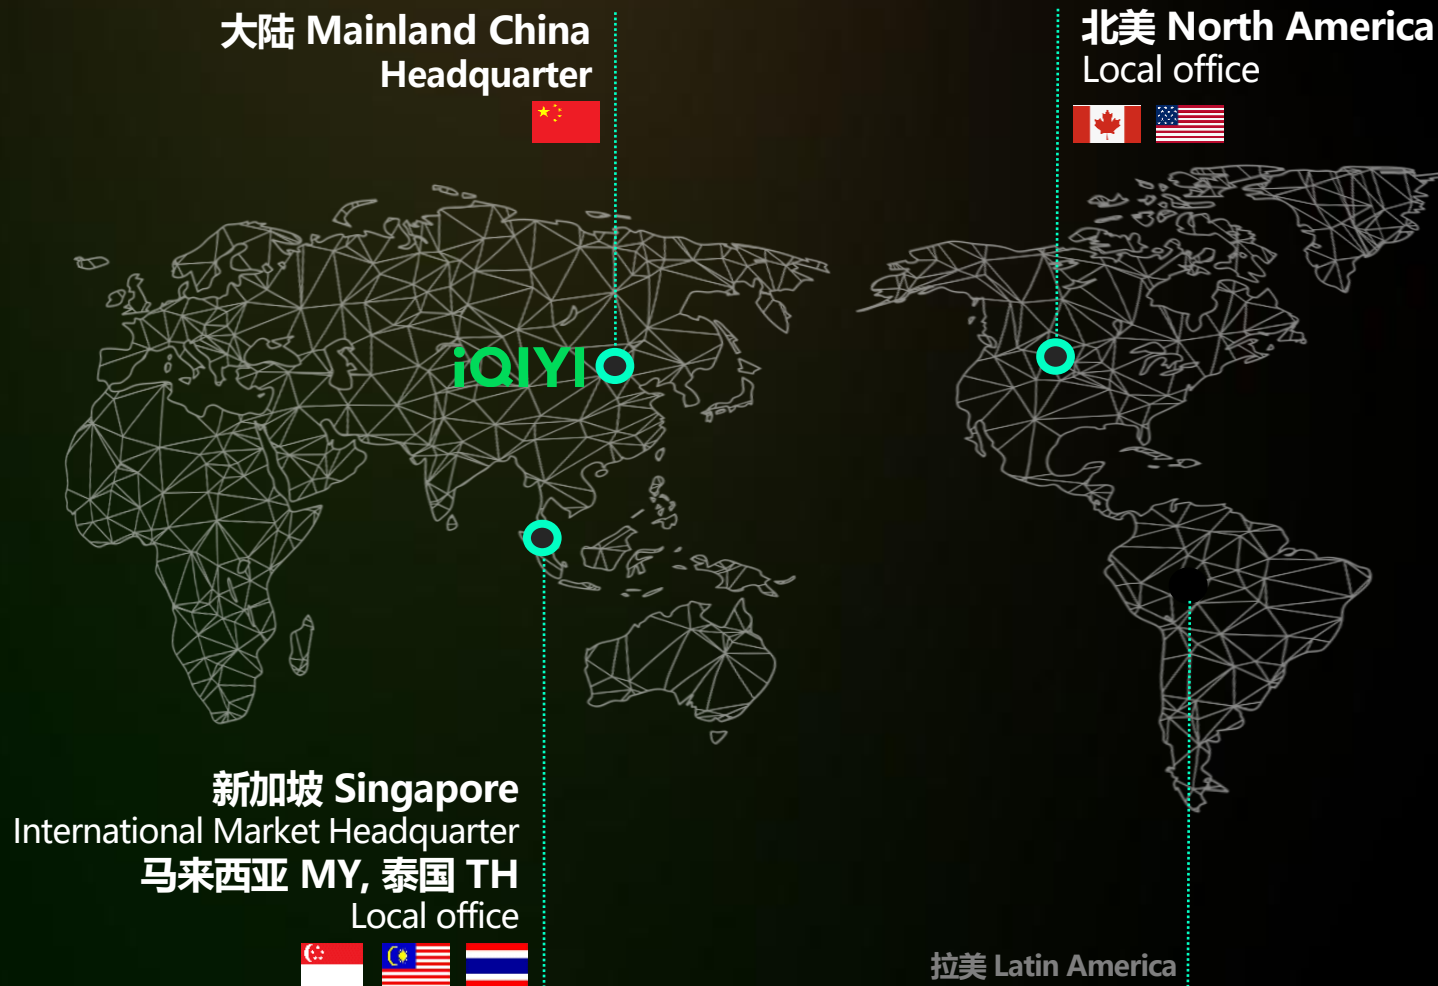 大陆 Mainland China
Headquarter
北美 North America
Local office
iQIYI
新加坡 Singapore
International Market Headquarter
马来西亚 MY, 泰国 TH
Local office
拉美 Latin America